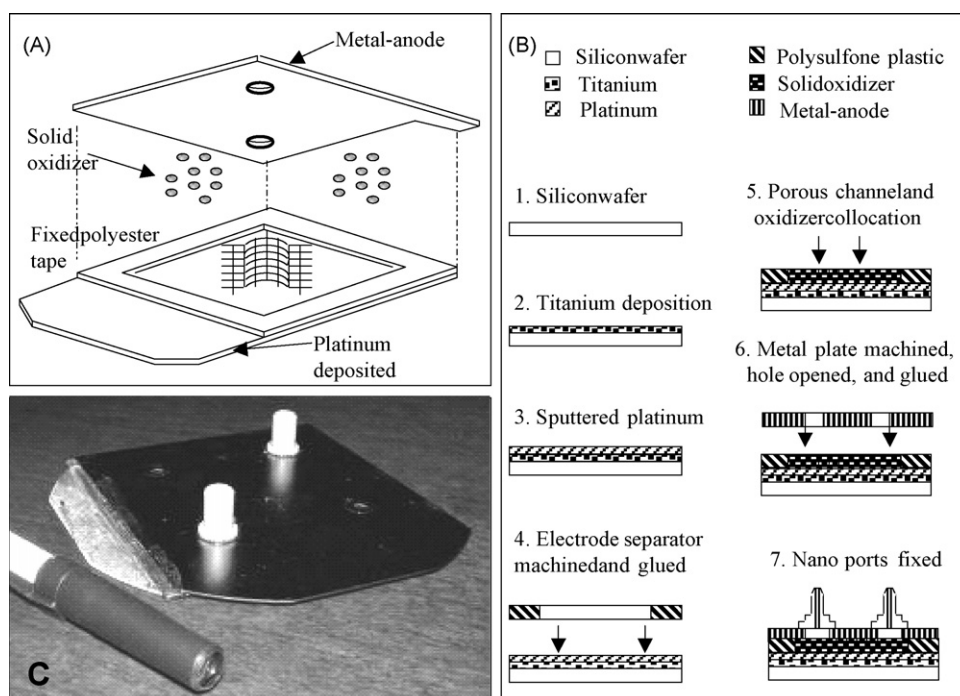 (A)
Metal-anode
Solid
oxidizer
Fixedpolyester
tape
Platinum
deposited
C
(B)
Siliconwafer
Titanium
Platinum
Polysulfone plastic
Solidoxidizer
Metal-anode
1. Siliconwafer
2. Titanium deposition
3. Sputtered platinum
4. Electrode separator
machinedand glued
5. Porous channeland
oxidizercollocation
6. Metal plate machined,
hole opened, and glued
7. Nano ports fixed